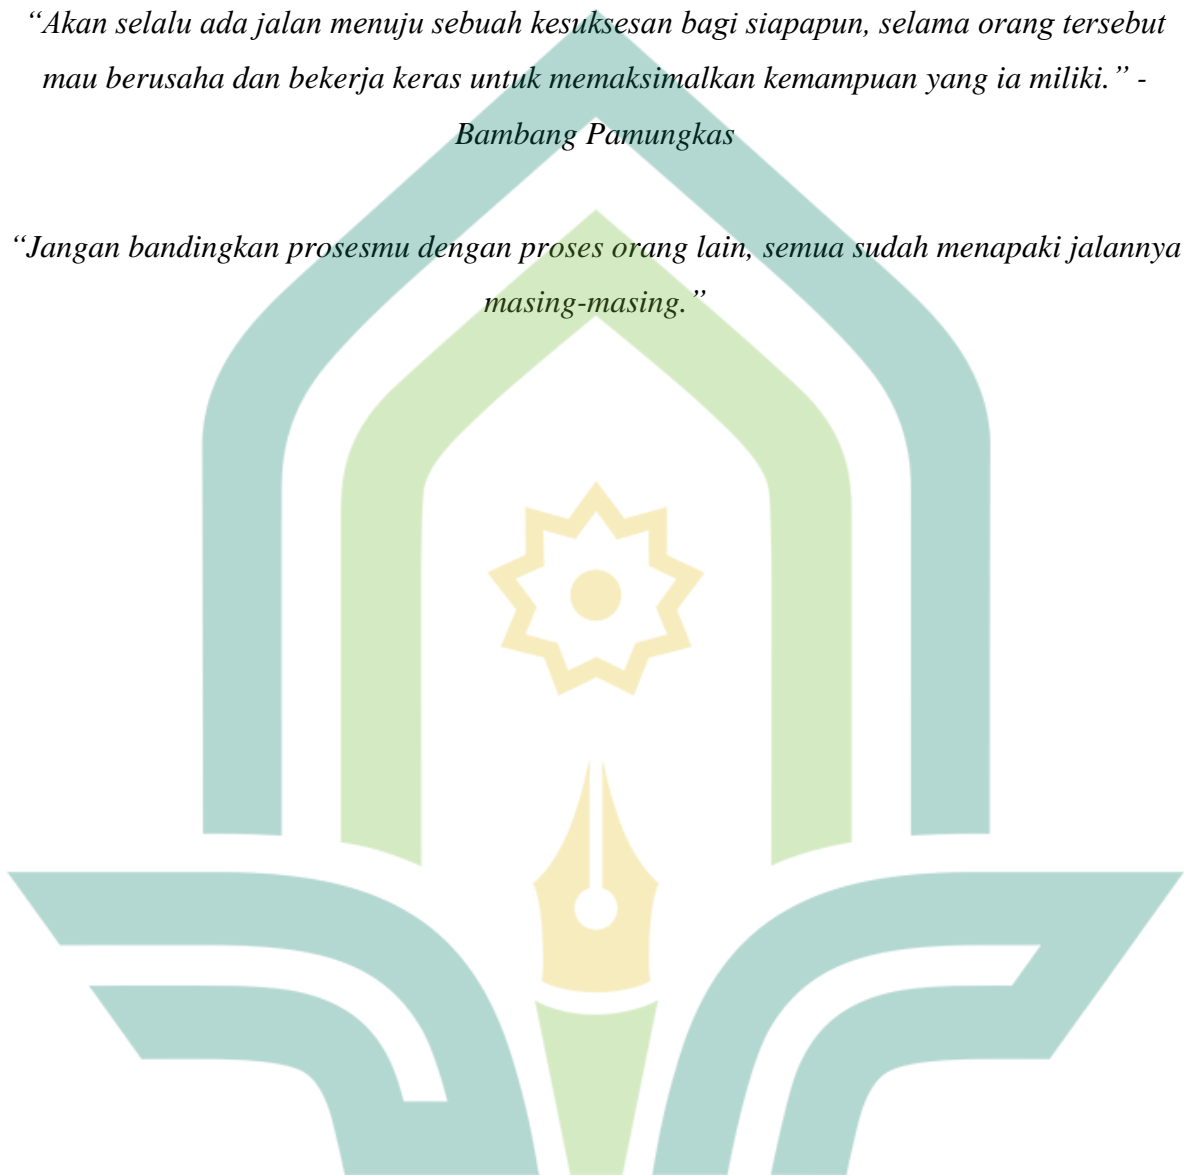 “Akan selalu ada jalan menuju sebuah kesuksesan bagi siapapun, selama orang tersebut
mau berusaha dan bekerja keras untuk memaksimalkan kemampuan yang ia miliki.” -
Bambang Pamungkas
“Jangan bandingkan prosesmu dengan proses orang lain, semua sudah menapaki jalannya
masing-masing.”